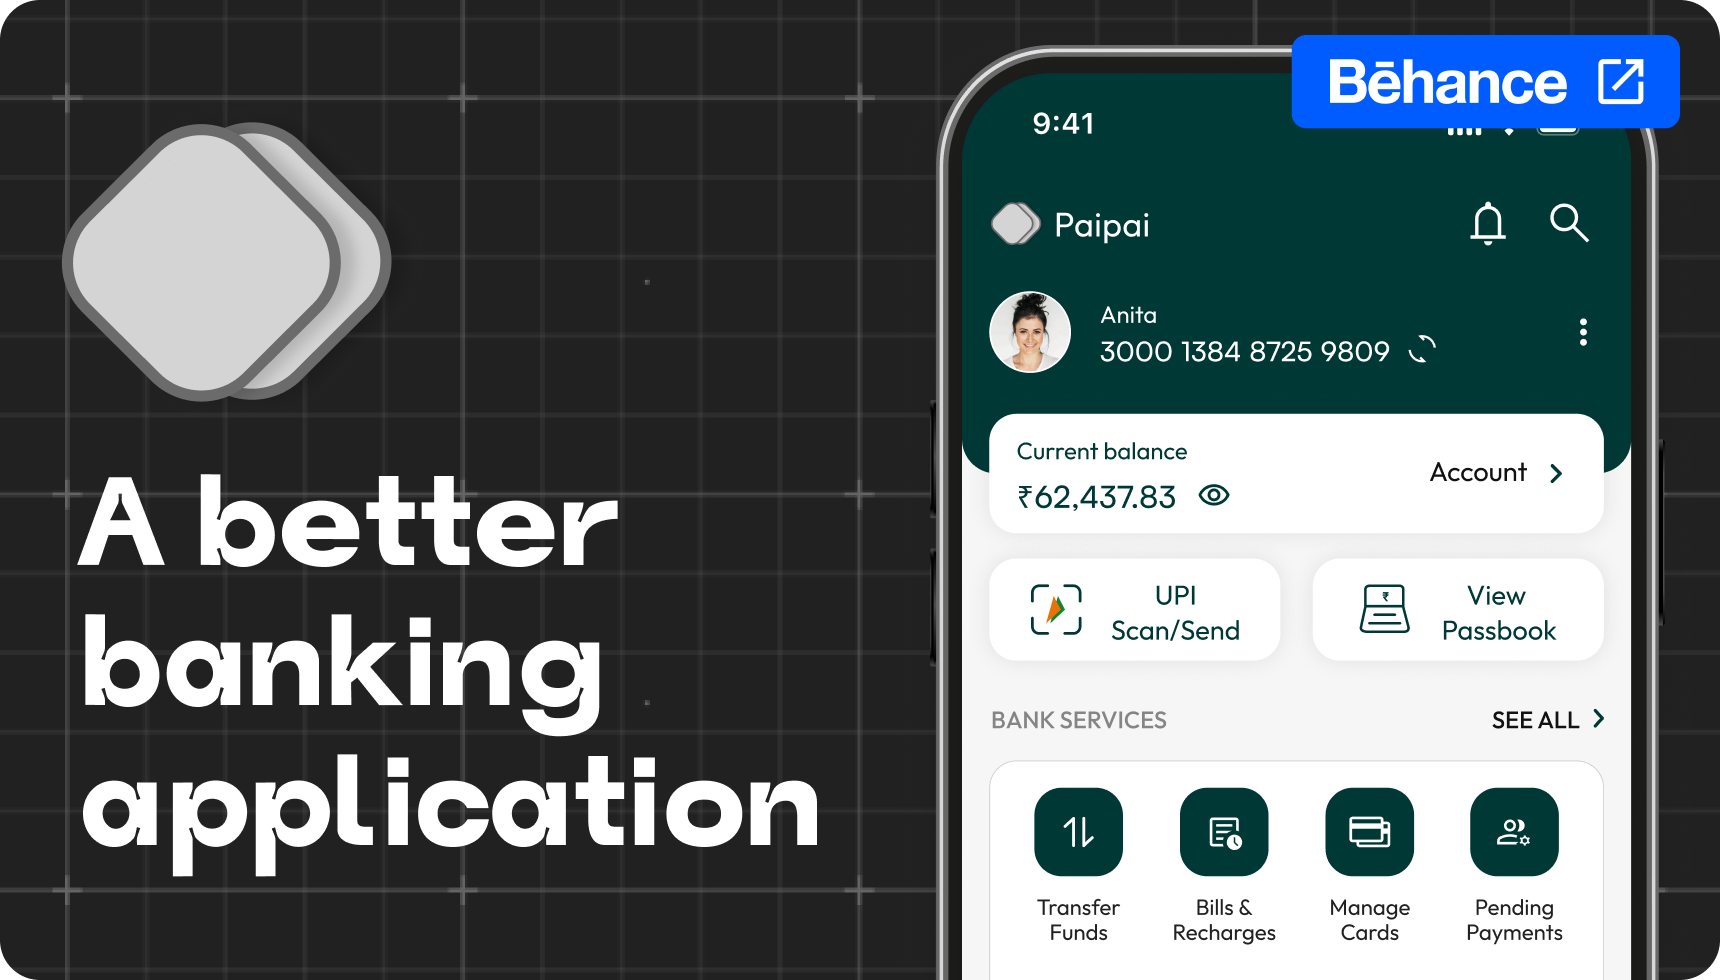 A better
banking
application
Bēhance
9:41
Paipai
Anita
3000 1384 8725 9809
Current balance
₹62,437.83
Account
UPI
Scan/Send
₹
View
Passbook
BANK SERVICES
SEE ALL
Transfer
Funds
Bills &
Recharges
Manage
Cards
Pending
Payments